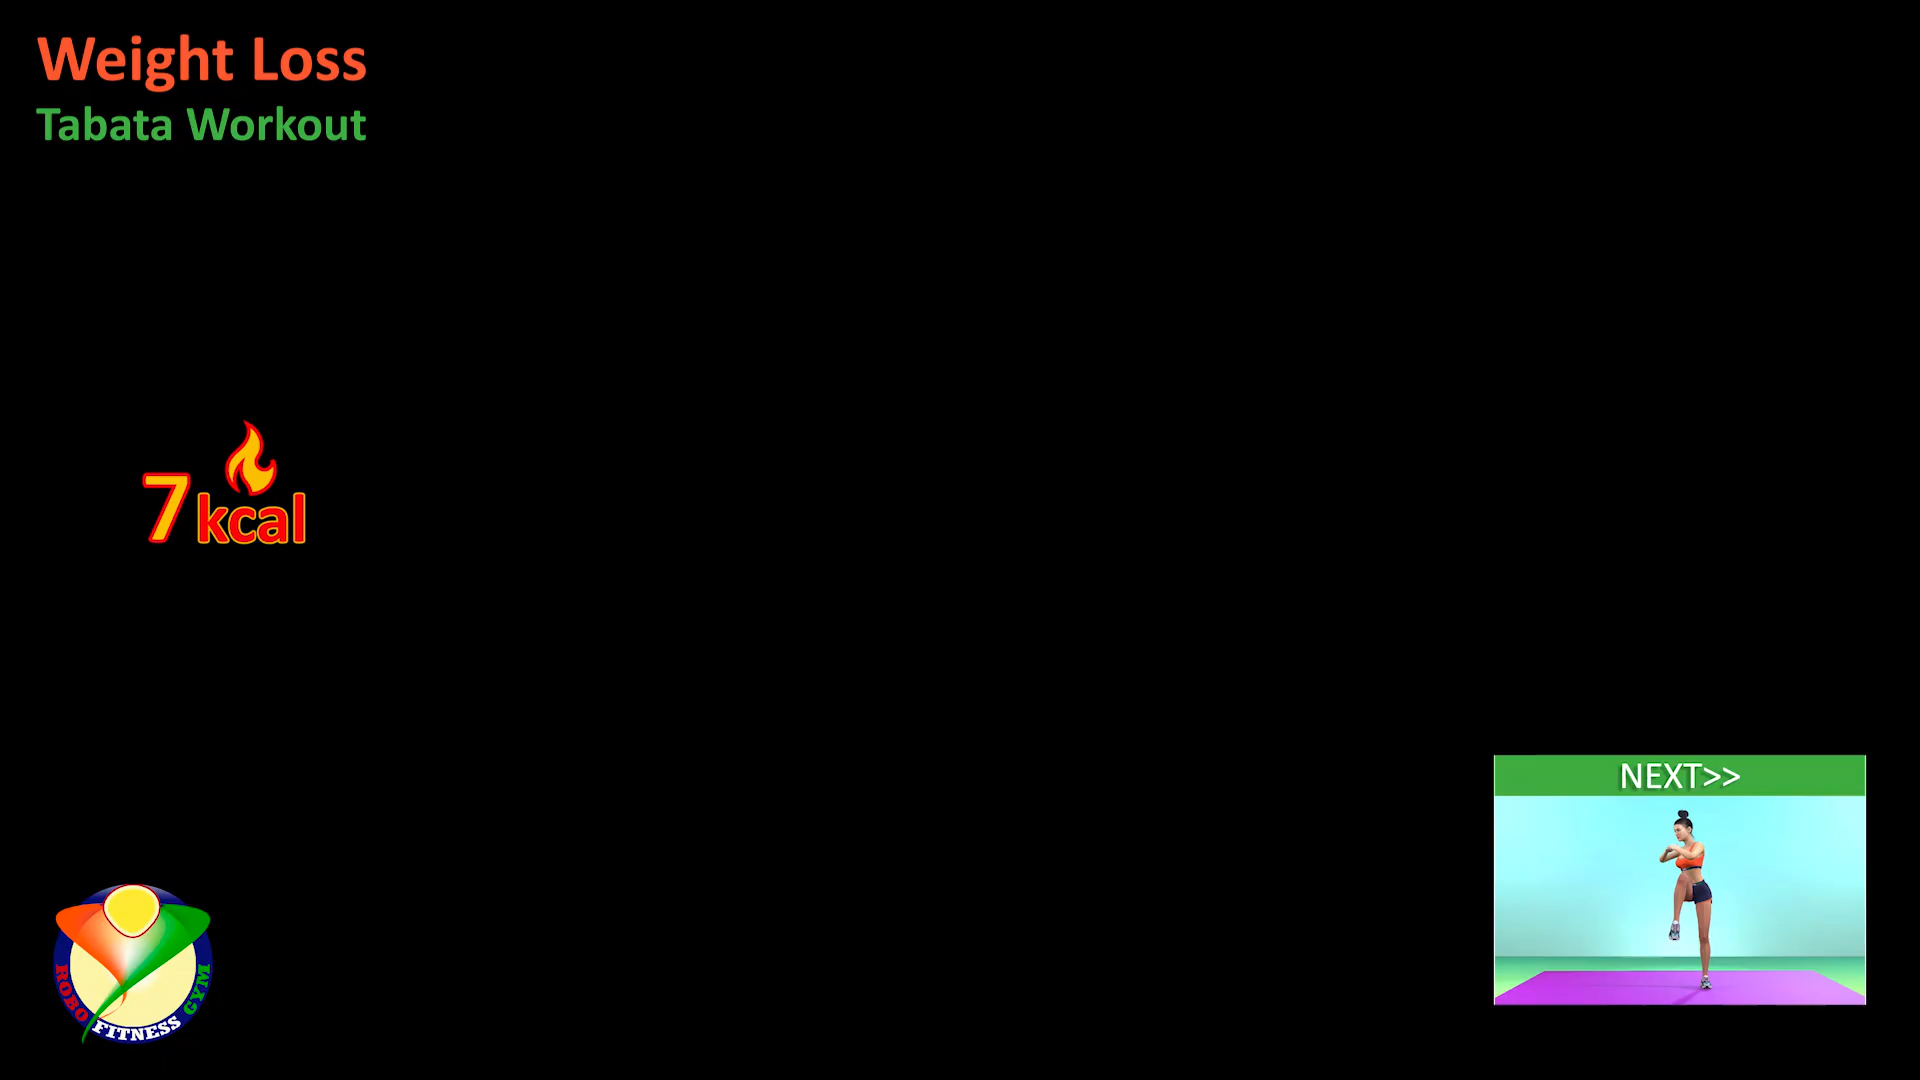 Weight Loss
Tabata Workout
7 kcal
NEXT>>
ROBO FITNESS GYM